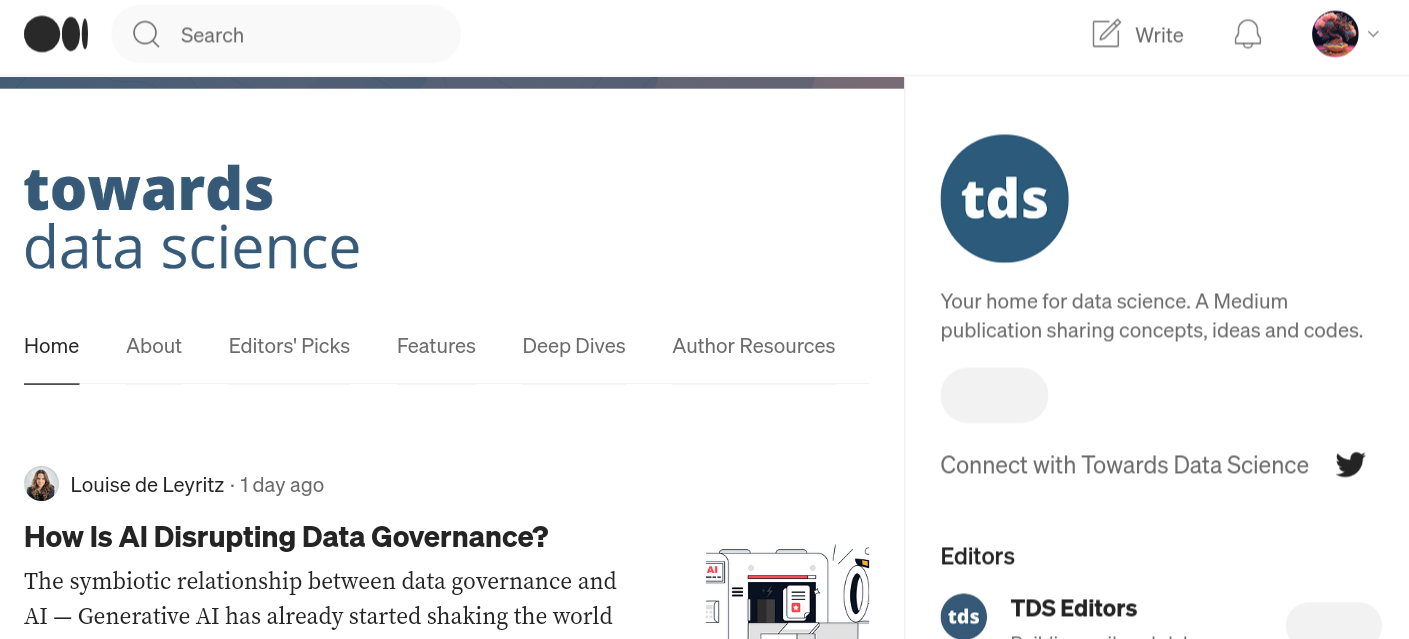 Search
Write
towards
data science
Home About Editors' Picks Features Deep Dives Author Resources
Louise de Leyritz · 1 day ago
How Is AI Disrupting Data Governance?
The symbiotic relationship between data governance and
AI — Generative AI has already started shaking the world
AI
tds
Your home for data science. A Medium
publication sharing concepts, ideas and codes.
Connect with Towards Data Science
Editors
tds
TDS Editors